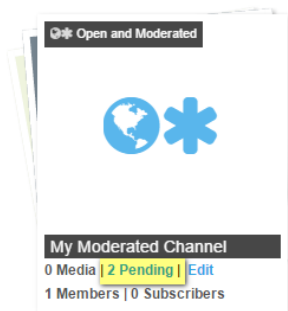 Open and Moderated
My Moderated Channel
0 Media | 2 Pending | Edit
1 Members | 0 Subscribers